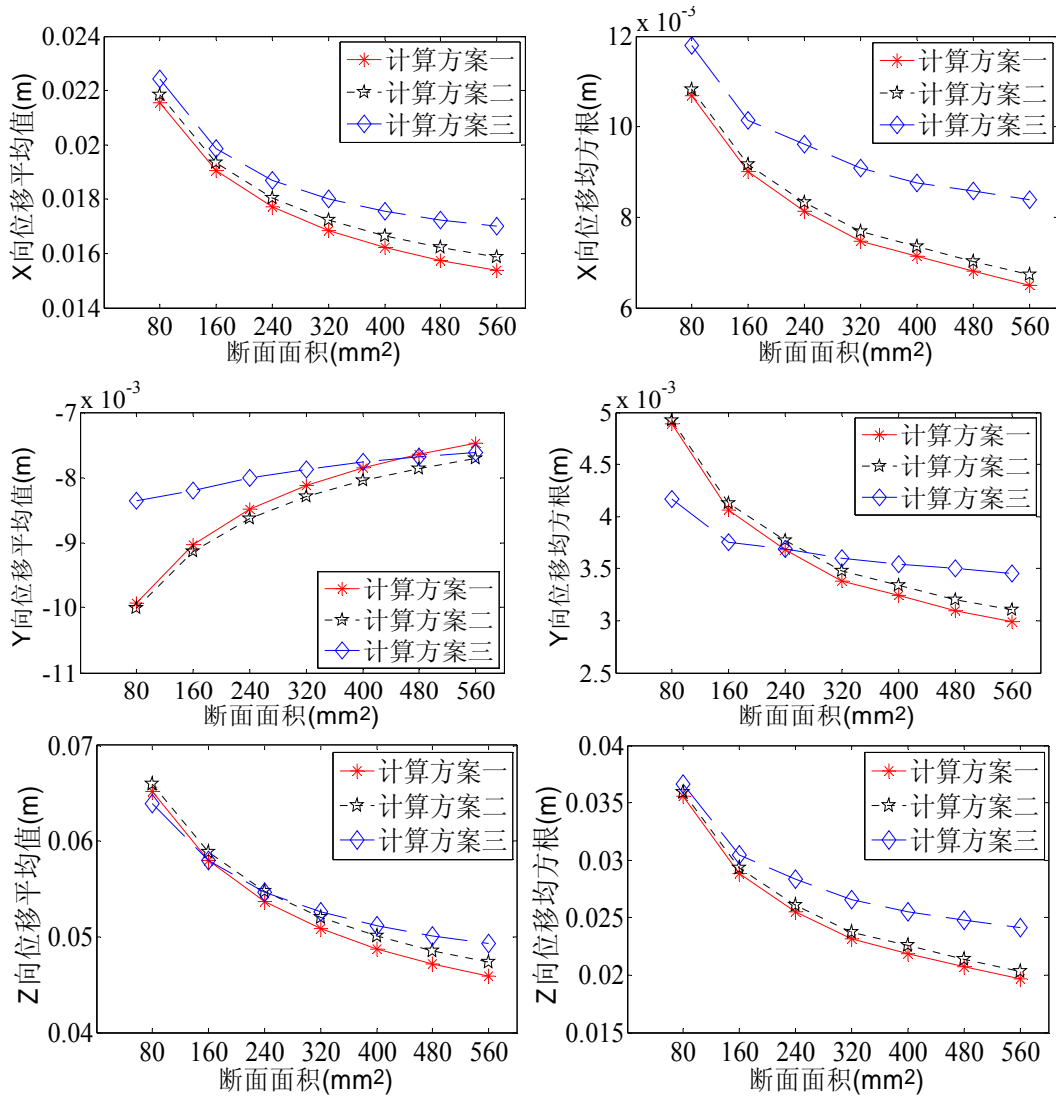 0.024
0.022
0.02
0.018
0.016
0.014
X向位移平均值(m)
计算方案一
计算方案二
计算方案三
80 160 240 320 400 480 560
断面面积(mm2)
x 10-3
12
10
8
6
X向位移均方根(m)
计算方案一
计算方案二
计算方案三
80 160 240 320 400 480 560
断面面积(mm2)
x 10-3
-7
-8
-9
-10
-11
Y向位移平均值(m)
计算方案一
计算方案二
计算方案三
80 160 240 320 400 480 560
断面面积(mm2)
x 10-3
5
4.5
4
3.5
3
2.5
Y向位移均方根(m)
计算方案一
计算方案二
计算方案三
80 160 240 320 400 480 560
断面面积(mm2)
0.07
0.06
0.05
0.04
Z向位移平均值(m)
计算方案一
计算方案二
计算方案三
80 160 240 320 400 480 560
断面面积(mm2)
0.04
0.035
0.03
0.025
0.02
0.015
Z向位移均方根(m)
计算方案一
计算方案二
计算方案三
80 160 240 320 400 480 560
断面面积(mm2)